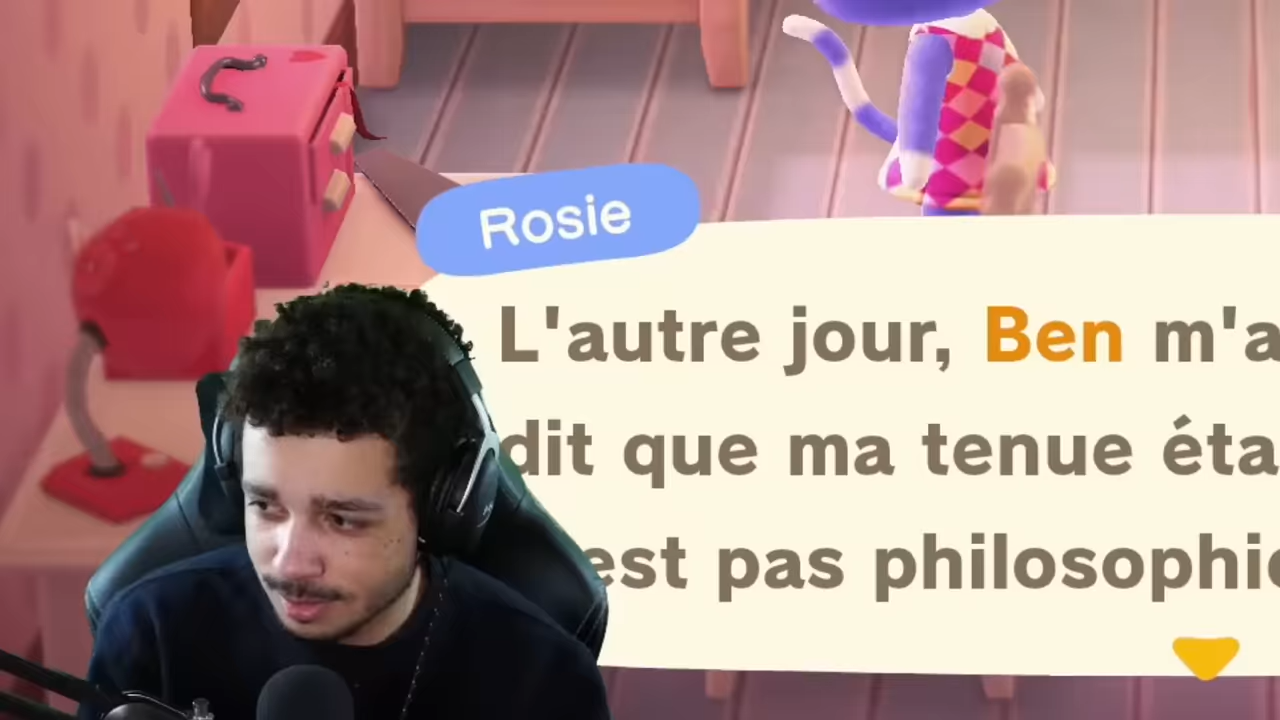 Rosie
L'autre jour, Ben m'a
dit que ma tenue éta
est pas philosophi